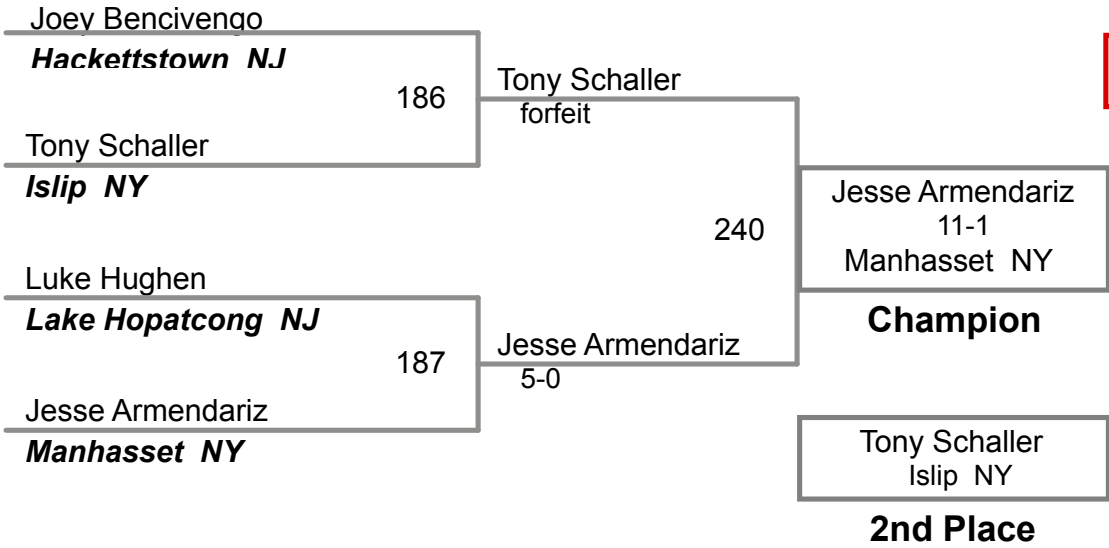 Joey Bencivengo
Hackettstown NJ
186
Tony Schaller
Islip NY
Tony Schaller
forfeit
Luke Hughen
Lake Hopatcong NJ
187
Jesse Armendariz
Manhasset NY
Jesse Armendariz
5-0
240
Jesse Armendariz
11-1
Manhasset NY
Champion
Tony Schaller
Islip NY
2nd Place